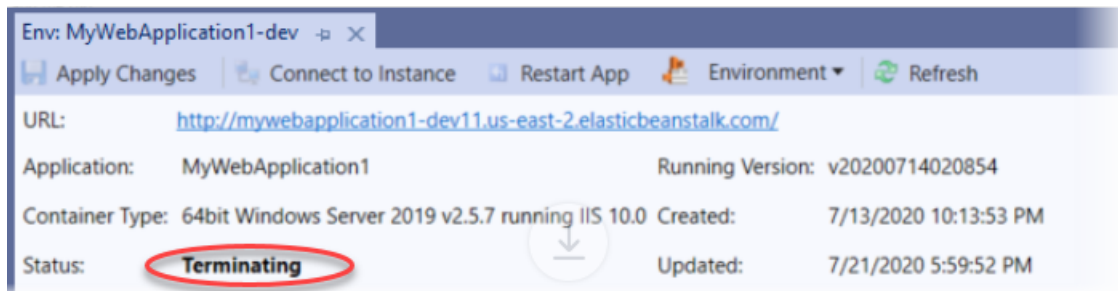 Env: MyWebApplication1-dev
Apply Changes Connect to Instance Restart App Environment Refresh
URL: http://mywebapplication1-dev11.us-east-2.elasticbeanstalk.com/
Application: MyWebApplication1 Running Version: v20200714020854
Container Type: 64bit Windows Server 2019 v2.5.7 running IIS 10.0 Created: 7/13/2020 10:13:53 PM
Status: Terminating Updated: 7/21/2020 5:59:52 PM